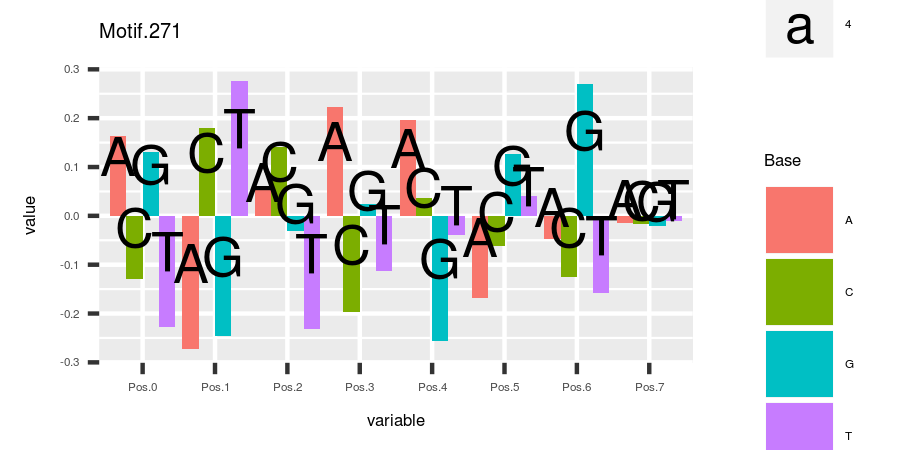 Motif.271
a 4
0.3
0.2
0.1
0.0
-0.1
-0.2
-0.3
value
A C G T A C G T A C G T A C G T A C G T A C G T A C G T A C G T
Pos.0 Pos.1 Pos.2 Pos.3 Pos.4 Pos.5 Pos.6 Pos.7
variable
Base
A
C
G
T